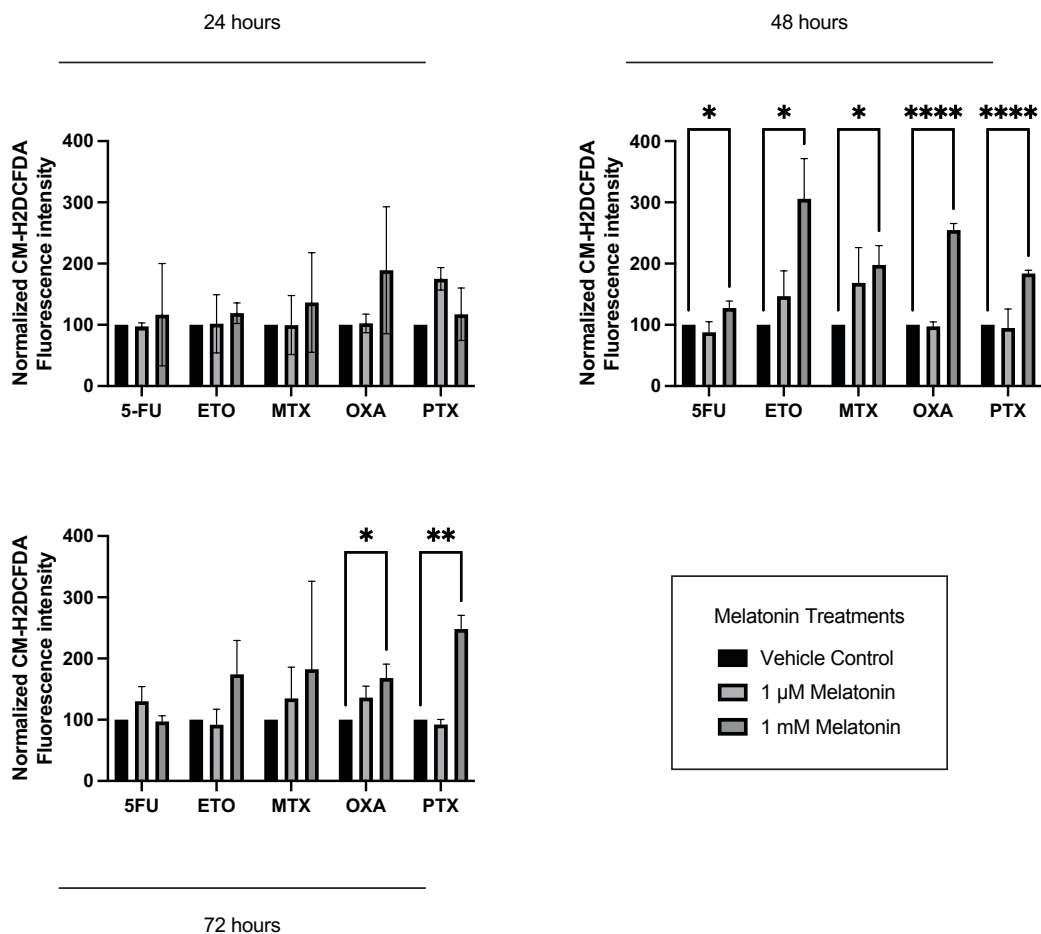 24 hours
48 hours
Normalized CM-H2DCFDA
Fluorescence intensity
400
300
200
100
0
5-FU ETO MTX OXA PTX
Normalized CM-H2DCFDA
Fluorescence intensity
* * * **** ****
400
300
200
100
0
5FU ETO MTX OXA PTX
Normalized CM-H2DCFDA
Fluorescence intensity
* **
400
300
200
100
0
5FU ETO MTX OXA PTX
Melatonin Treatments
Vehicle Control
1 µM Melatonin
1 mM Melatonin
72 hours